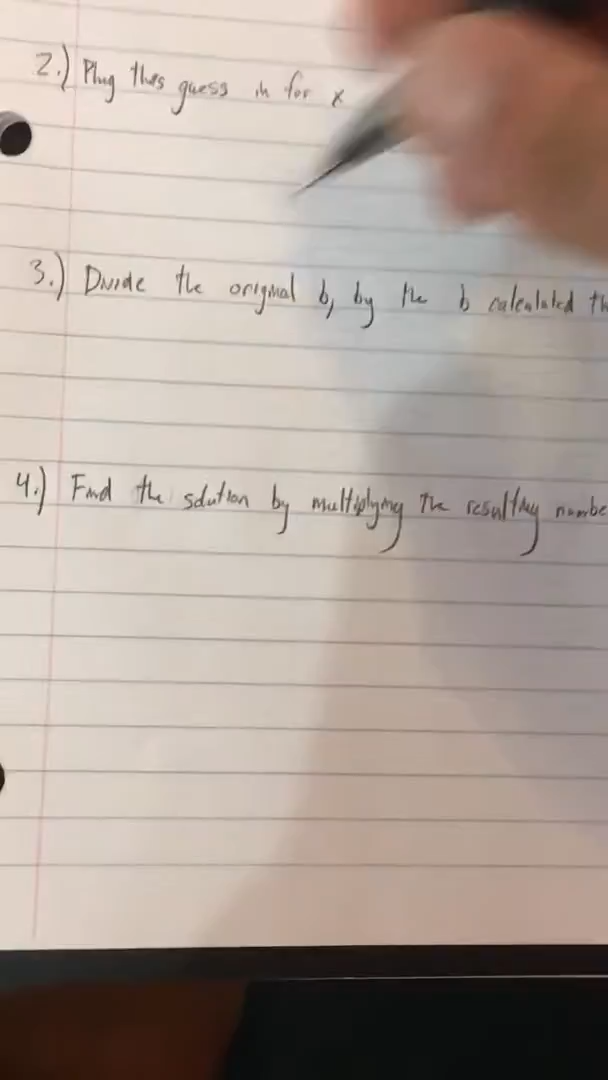 2.) Plug this guess in for x
3.) Divide the original b, by the b calculated
4.) Find the solution by multiplying the resulting